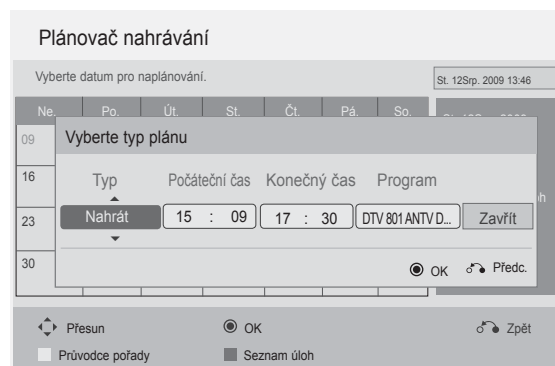 Plánovač nahrávání
Vyberte datum pro naplánování.
St. 12Srp. 2009 13:46
Ne. Po. Út. St. Čt. Pá. So.
09
Vyberte typ plánu
16
Typ Počáteční čas Konečný čas Program
23
Nahrát 15 : 09 17 : 30 DTV 801 ANTV D... Zavřít
30
OK Předc.
Přesun OK Zpět
Průvodce pořady Seznam úloh